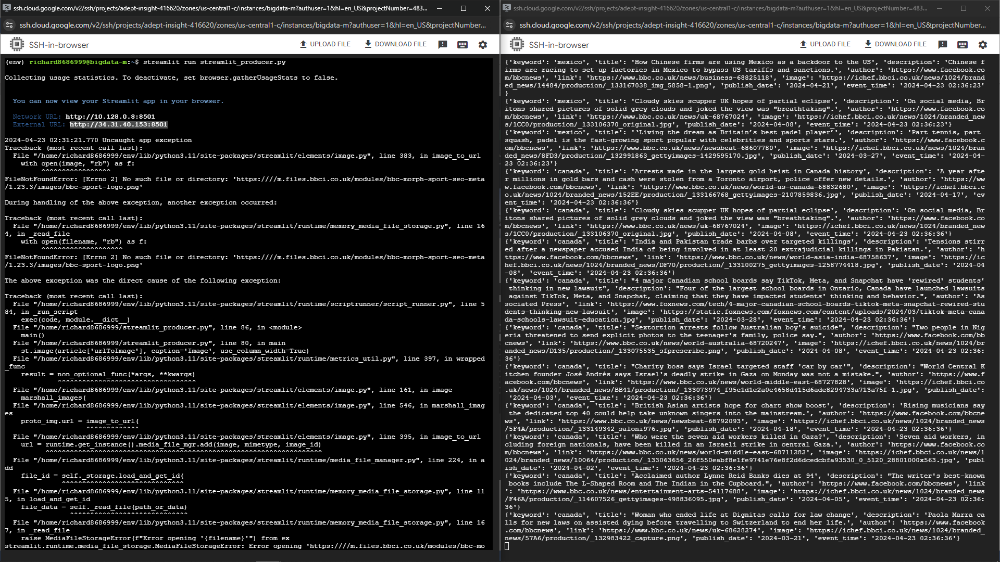 ssh.cloud.google.com/v2/ssh/projects/adept-insight-416620/zones/us-central1-c/instances/bigdata-m?authuser=1&hl=en_US&projectNumber=483...
ssh.cloud.google.com/v2/ssh/projects/adept-insight-416620/zones/us-central1-c/instances/bigdata-m?authuser=1&hl=en_US&projectNumber...
SSH-in-browser
UPLOAD FILE
DOWNLOAD FILE
(env) richard8686999@bigdata-m:~$ streamlit run streamlit_producer.py
Collecting usage statistics. To deactivate, set browser.gatherUsageStats to false.
You can now view your Streamlit app in your browser.
Network URL: http://10.128.0.8:8501
External URL: http://34.31.40.153:8501
2024-04-23 02:31:21.770 Uncaught app exception
Traceback (most recent call last):
File "/home/richard8686999/env/lib/python3.11/site-packages/streamlit/elements/image.py", line 383, in image_to_url
with open(image, "rb") as f:
^^^^^^^^^^^^^^^^^
FileNotFoundError: [Errno 2] No such file or directory: 'https:////m.files.bbci.co.uk/modules/bbc-morph-sport-seo-meta
/1.23.3/images/bbc-sport-logo.png'
During handling of the above exception, another exception occurred:
Traceback (most recent call last):
File "/home/richard8686999/env/lib/python3.11/site-packages/streamlit/runtime/memory_media_file_storage.py", line 16
4, in _read_file
with open(filename, "rb") as f:
^^^^^^^^^^^^^^^^^^^^
FileNotFoundError: [Errno 2] No such file or directory: 'https:////m.files.bbci.co.uk/modules/bbc-morph-sport-seo-meta
/1.23.3/images/bbc-sport-logo.png'
The above exception was the direct cause of the following exception:
Traceback (most recent call last):
File "/home/richard8686999/env/lib/python3.11/site-packages/streamlit/runtime/scriptrunner/script_runner.py", line 5
84, in _run_script
exec(code, module.__dict__)
File "/home/richard8686999/streamlit_producer.py", line 86, in <module>
main()
File "/home/richard8686999/streamlit_producer.py", line 80, in main
st.image(article['urlToImage'], caption='Image', use_column_width=True)
File "/home/richard8686999/env/lib/python3.11/site-packages/streamlit/runtime/metrics_util.py", line 397, in wrapped
_func
result = non_optional_func(*args, **kwargs)
^^^^^^^^^^^^^^^^^^^^^^^^^^^^^^^^^^
File "/home/richard8686999/env/lib/python3.11/site-packages/streamlit/elements/image.py", line 161, in image
marshall_images(
File "/home/richard8686999/env/lib/python3.11/site-packages/streamlit/elements/image.py", line 546, in marshall_imag
es
proto_img.url = image_to_url(
^^^^^^^^^^^^^
File "/home/richard8686999/env/lib/python3.11/site-packages/streamlit/elements/image.py", line 395, in image_to_url
url = runtime.get_instance().media_file_mgr.add(image, mimetype, image_id)
^^^^^^^^^^^^^^^^^^^^^^^^^^^^^^^^^^^^^^^^^^^^^^^^^^^^^^^^^^^^^^^^^^^^
File "/home/richard8686999/env/lib/python3.11/site-packages/streamlit/runtime/media_file_manager.py", line 224, in a
dd
file_id = self._storage.load_and_get_id(
^^^^^^^^^^^^^^^^^^^^^^^^^^^^^^
File "/home/richard8686999/env/lib/python3.11/site-packages/streamlit/runtime/memory_media_file_storage.py", line 11
5, in load_and_get_id
file_data = self._read_file(path_or_data)
^^^^^^^^^^^^^^^^^^^^^^^^^^^^^
File "/home/richard8686999/env/lib/python3.11/site-packages/streamlit/runtime/memory_media_file_storage.py", line 16
7, in _read_file
raise MediaFileStorageError(f"Error opening '{filename}'") from ex
streamlit.runtime.media_file_storage.MediaFileStorageError: Error opening 'https:////m.files.bbci.co.uk/modules/bbc-mo
ssh.cloud.google.com/v2/ssh/projects/adept-insight-416620/zones/us-central1-c/instances/bigdata-m?authuser=1&hl=en_US&projectNumber=483...
ssh.cloud.google.com/v2/ssh/projects/adept-insight-416620/zones/us-central1-c/instances/bigdata-m?authuser=1&hl=en_US&projectNumber...
SSH-in-browser
UPLOAD FILE
DOWNLOAD FILE
{'keyword': 'mexico', 'title': 'How Chinese firms are using Mexico as a backdoor to the US', 'description': 'Chinese f
irms are racing to set up factories in Mexico to bypass US tariffs and sanctions.', 'author': 'https://www.facebook.co
m/bbcnews', 'link': 'https://www.bbc.co.uk/news/business-68825118', 'image': 'https://ichef.bbci.co.uk/news/1024/brand
ed_news/14484/production/_133167038_img_5858-1.png', 'publish_date': '2024-04-21', 'event_time': '2024-04-23 02:36:23'
}
{'keyword': 'mexico', 'title': 'Cloudy skies scupper UK hopes of partial eclipse', 'description': 'On social media, Br
itons shared pictures of solid grey clouds and joked the view was "breathtaking".', 'author': 'https://www.facebook.co
m/bbcnews', 'link': 'https://www.bbc.co.uk/news/uk-68767024', 'image': 'https://ichef.bbci.co.uk/news/1024/branded_new
s/1CC0/production/_133106370_original.jpg', 'publish_date': '2024-04-08', 'event_time': '2024-04-23 02:36:23'}
{'keyword': 'mexico', 'title': '‘Living the dream as Britain’s best padel player’', 'description': 'Part tennis, part
squash, padel is the fast-growing sport popular with celebrities and sports stars.', 'author': 'https://www.facebook.c
om/bbcnews', 'link': 'https://www.bbc.co.uk/news/newsbeat-68607780', 'image': 'https://ichef.bbci.co.uk/news/1024/bran
ded_news/8FD3/production/_132991863_gettyimages-1429595170.jpg', 'publish_date': '2024-03-27', 'event_time': '2024-04-
23 02:36:23'}
{'keyword': 'canada', 'title': 'Arrests made in the largest gold heist in Canada history', 'description': 'A year afte
r millions in gold bars and cash were stolen from a Toronto airport, police offer new details.', 'author': 'https://ww
w.facebook.com/bbcnews', 'link': 'https://www.bbc.co.uk/news/world-us-canada-68832680', 'image': 'https://ichef.bbci.c
o.uk/news/1024/branded_news/152EE/production/_133166768_gettyimages-2107859836.jpg', 'publish_date': '2024-04-17', 'ev
ent_time': '2024-04-23 02:36:36'}
{'keyword': 'canada', 'title': 'Cloudy skies scupper UK hopes of partial eclipse', 'description': 'On social media, Br
itons shared pictures of solid grey clouds and joked the view was "breathtaking".', 'author': 'https://www.facebook.co
m/bbcnews', 'link': 'https://www.bbc.co.uk/news/uk-68767024', 'image': 'https://ichef.bbci.co.uk/news/1024/branded_new
s/1CC0/production/_133106370_original.jpg', 'publish_date': '2024-04-08', 'event_time': '2024-04-23 02:36:36'}
{'keyword': 'canada', 'title': 'India and Pakistan trade barbs over targeted killings', 'description': 'Tensions stirr
ed after a newspaper accused India of being involved in at least 20 extrajudicial killings in Pakistan.', 'author': 'h
ttps://www.facebook.com/bbcnews', 'link': 'https://www.bbc.co.uk/news/world-asia-india-68758637', 'image': 'https://ic
hef.bbci.co.uk/news/1024/branded_news/DF70/production/_133100275_gettyimages-1258774418.jpg', 'publish_date': '2024-04
-08', 'event_time': '2024-04-23 02:36:36'}
{'keyword': 'canada', 'title': "4 major Canadian school boards say TikTok, Meta, and Snapchat have 'rewired' students'
thinking in new lawsuit", 'description': "Four of the largest school boards in Ontario, Canada have launched lawsuits
against TikTok, Meta, and Snapchat, claiming that they have impacted students' thinking and behavior.", 'author': 'As
sociated Press', 'link': 'https://www.foxnews.com/tech/4-major-canadian-school-boards-tiktok-meta-snapchat-rewired-stu
dents-thinking-new-lawsuit', 'image': 'https://static.foxnews.com/foxnews.com/content/uploads/2024/03/tiktok-meta-cana
da-schools-lawsuit-education.jpg', 'publish_date': '2024-03-28', 'event_time': '2024-04-23 02:36:36'}
{'keyword': 'canada', 'title': "Sextortion arrests follow Australian boy's suicide", 'description': "Two people in Nig
eria threatened to send explicit photos to the teenager's family, police say.", 'author': 'https://www.facebook.com/bb
cnews', 'link': 'https://www.bbc.co.uk/news/world-australia-68720247', 'image': 'https://ichef.bbci.co.uk/news/1024/br
anded_news/D135/production/_133075535_sfprescribe.png', 'publish_date': '2024-04-08', 'event_time': '2024-04-23 02:36:
36'}
{'keyword': 'canada', 'title': "Charity boss says Israel targeted staff 'car by car'", 'description': "World Central K
itchen founder José Andrés says Israel's deadly strike in Gaza on Monday was not a mistake.", 'author': 'https://www.f
acebook.com/bbcnews', 'link': 'https://www.bbc.co.uk/news/world-middle-east-68727828', 'image': 'https://ichef.bbci.co
.uk/news/1024/branded_news/BB41/production/_133073974_f95e1d1e2a0e4658d415d6ade8294733a713a75f-1.jpg', 'publish_date':
'2024-04-03', 'event_time': '2024-04-23 02:36:36'}
{'keyword': 'canada', 'title': 'British Asian artists hope for chart show boost', 'description': 'Rising musicians say
the dedicated top 40 could help take unknown singers into the mainstream.', 'author': 'https://www.facebook.com/bbcne
ws', 'link': 'https://www.bbc.co.uk/news/newsbeat-68792093', 'image': 'https://ichef.bbci.co.uk/news/1024/branded_news
/5F4A/production/_133149342_saloni976.jpg', 'publish_date': '2024-04-18', 'event_time': '2024-04-23 02:36:36'}
{'keyword': 'canada', 'title': 'Who were the seven aid workers killed in Gaza?', 'description': 'Seven aid workers, in
cluding foreign nationals, have been killed in an Israeli strike in central Gaza.', 'author': 'https://www.facebook.co
m/bbcnews', 'link': 'https://www.bbc.co.uk/news/world-middle-east-68711282', 'image': 'https://ichef.bbci.co.uk/news/1
024/branded_news/10064/production/_133063656_26f550eabf8e1fe9741e76e8f2d6dcedcbfa93530_0_5120_28801000x563.jpg', 'publ
ish_date': '2024-04-02', 'event_time': '2024-04-23 02:36:36'}
{'keyword': 'canada', 'title': 'Acclaimed author Lynne Reid Banks dies at 94', 'description': "The writer's best-known
books include The L-Shaped Room and The Indian in the Cupboard.", 'author': 'https://www.facebook.com/bbcnews', 'link
': 'https://www.bbc.co.uk/news/entertainment-arts-54117688', 'image': 'https://ichef.bbci.co.uk/news/1024/branded_news
/F46A/production/_114607526_gettyimages-498836095.jpg', 'publish_date': '2024-04-05', 'event_time': '2024-04-23 02:36:
36'}
{'keyword': 'canada', 'title': 'Woman who ended life at Dignitas calls for law change', 'description': 'Paola Marra ca
lls for new laws on assisted dying before travelling to Switzerland to end her life.', 'author': 'https://www.facebook
.com/bbcnews', 'link': 'https://www.bbc.co.uk/news/uk-68628274', 'image': 'https://ichef.bbci.co.uk/news/1024/branded_
news/57A6/production/_132983422_capture.png', 'publish_date': '2024-03-21', 'event_time': '2024-04-23 02:36:36'}